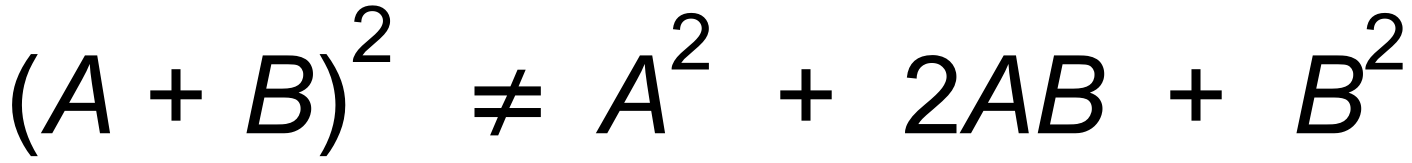 (A + B)² ≠ A² + 2AB + B²